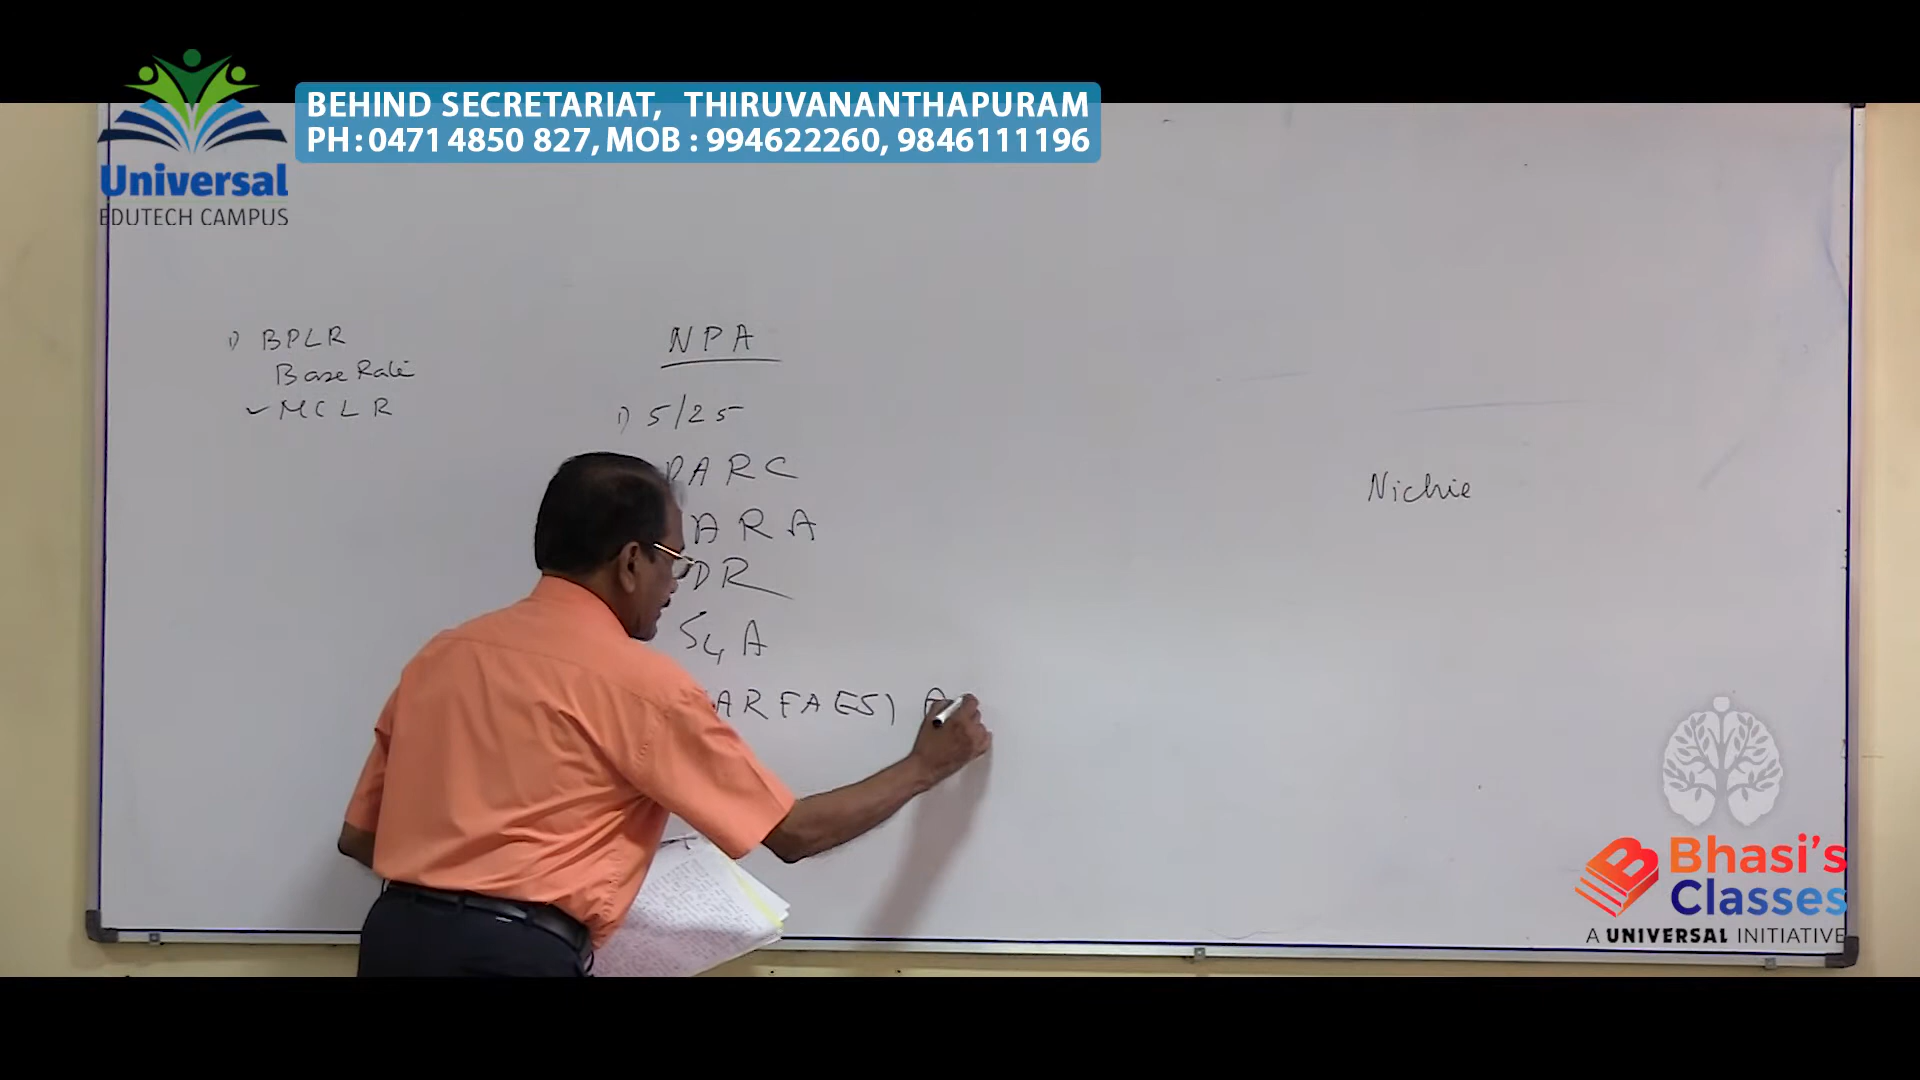 BEHIND SECRETARIAT, THIRUVANANTHAPURAM
PH : 0471 4850 827, MOB : 994622260, 9846111196
Universal
EDUTECH CAMPUS
1) BPLR
Base Rate
✓ MCLR
NPA
1) 5/25
PARC
ARA
DR
S4A
ARFAESI A
Nichie
Bhasi's
Classes
A UNIVERSAL INITIATIVE